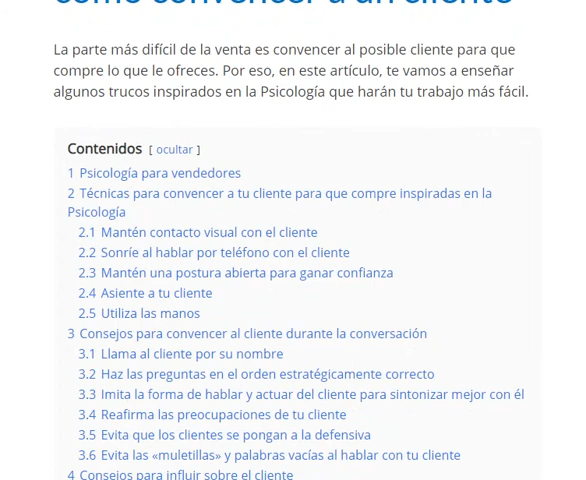 cómo convencer a un cliente
La parte más difícil de la venta es convencer al posible cliente para que
compre lo que le ofreces. Por eso, en este artículo, te vamos a enseñar
algunos trucos inspirados en la Psicología que harán tu trabajo más fácil.
Contenidos [ ocultar ]
1 Psicología para vendedores
2 Técnicas para convencer a tu cliente para que compre inspiradas en la
Psicología
2.1 Mantén contacto visual con el cliente
2.2 Sonríe al hablar por teléfono con el cliente
2.3 Mantén una postura abierta para ganar confianza
2.4 Asiente a tu cliente
2.5 Utiliza las manos
3 Consejos para convencer al cliente durante la conversación
3.1 Llama al cliente por su nombre
3.2 Haz las preguntas en el orden estratégicamente correcto
3.3 Imita la forma de hablar y actuar del cliente para sintonizar mejor con él
3.4 Reafirma las preocupaciones de tu cliente
3.5 Evita que los clientes se pongan a la defensiva
3.6 Evita las «muletillas» y palabras vacías al hablar con tu cliente
4 Consejos para influir sobre el cliente